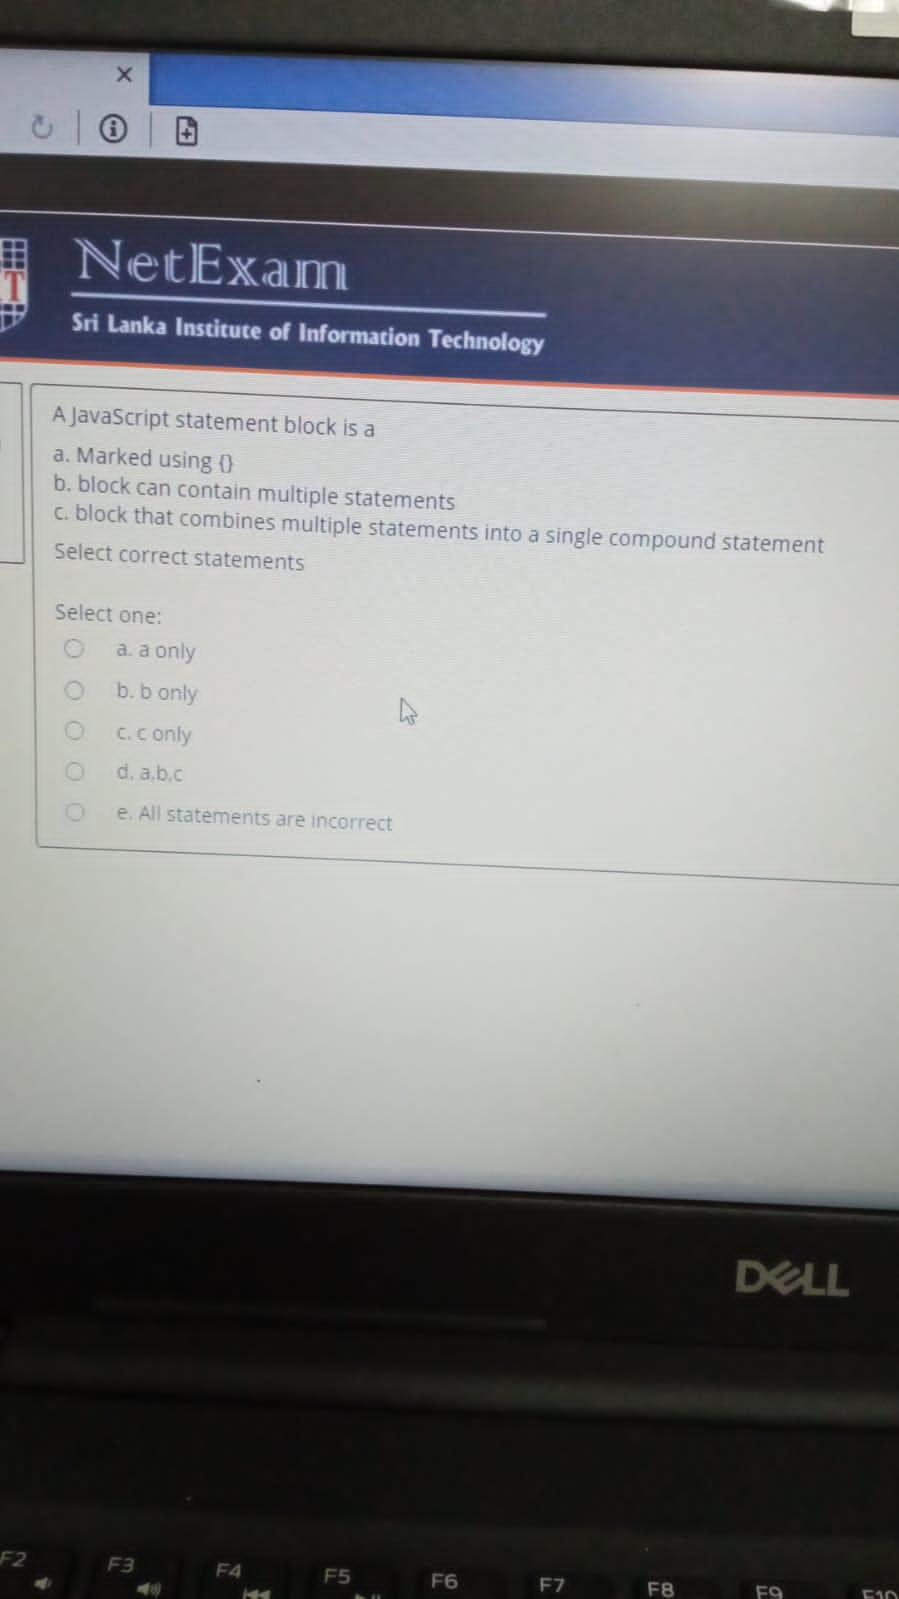 NetExam
T
Sri Lanka Institute of Information Technology
A JavaScript statement block is a
a. Marked using {}
b. block can contain multiple statements
c. block that combines multiple statements into a single compound statement
Select correct statements
Select one:
a. a only
b. b only
c. c only
d. a,b,c
e. All statements are incorrect
DELL
F2
F3
F4
F5
F6
F7
F8
F9
F10